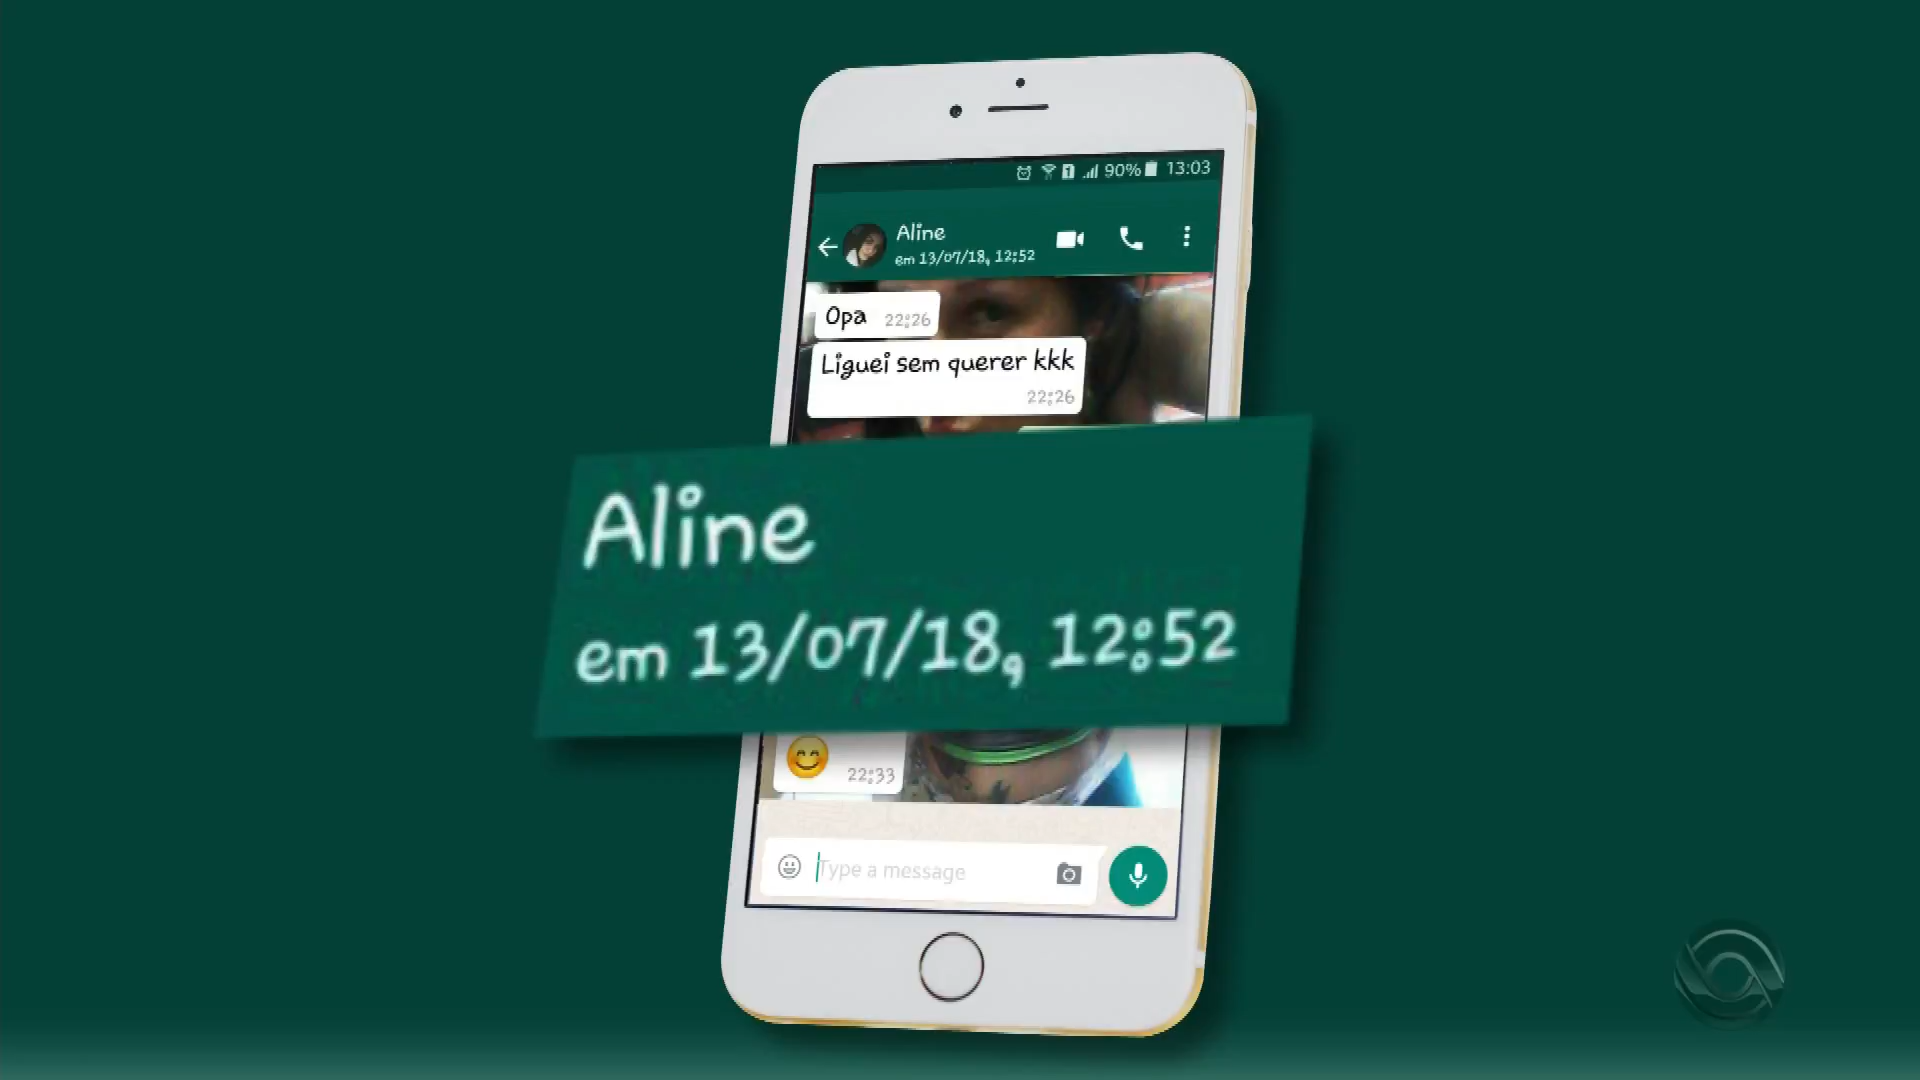 90% 13:03
Aline
em 13/07/18, 12:52
Opa 22:26
Liguei sem querer kkk
22:26
Aline
em 13/07/18, 12:52
22:33
Type a message